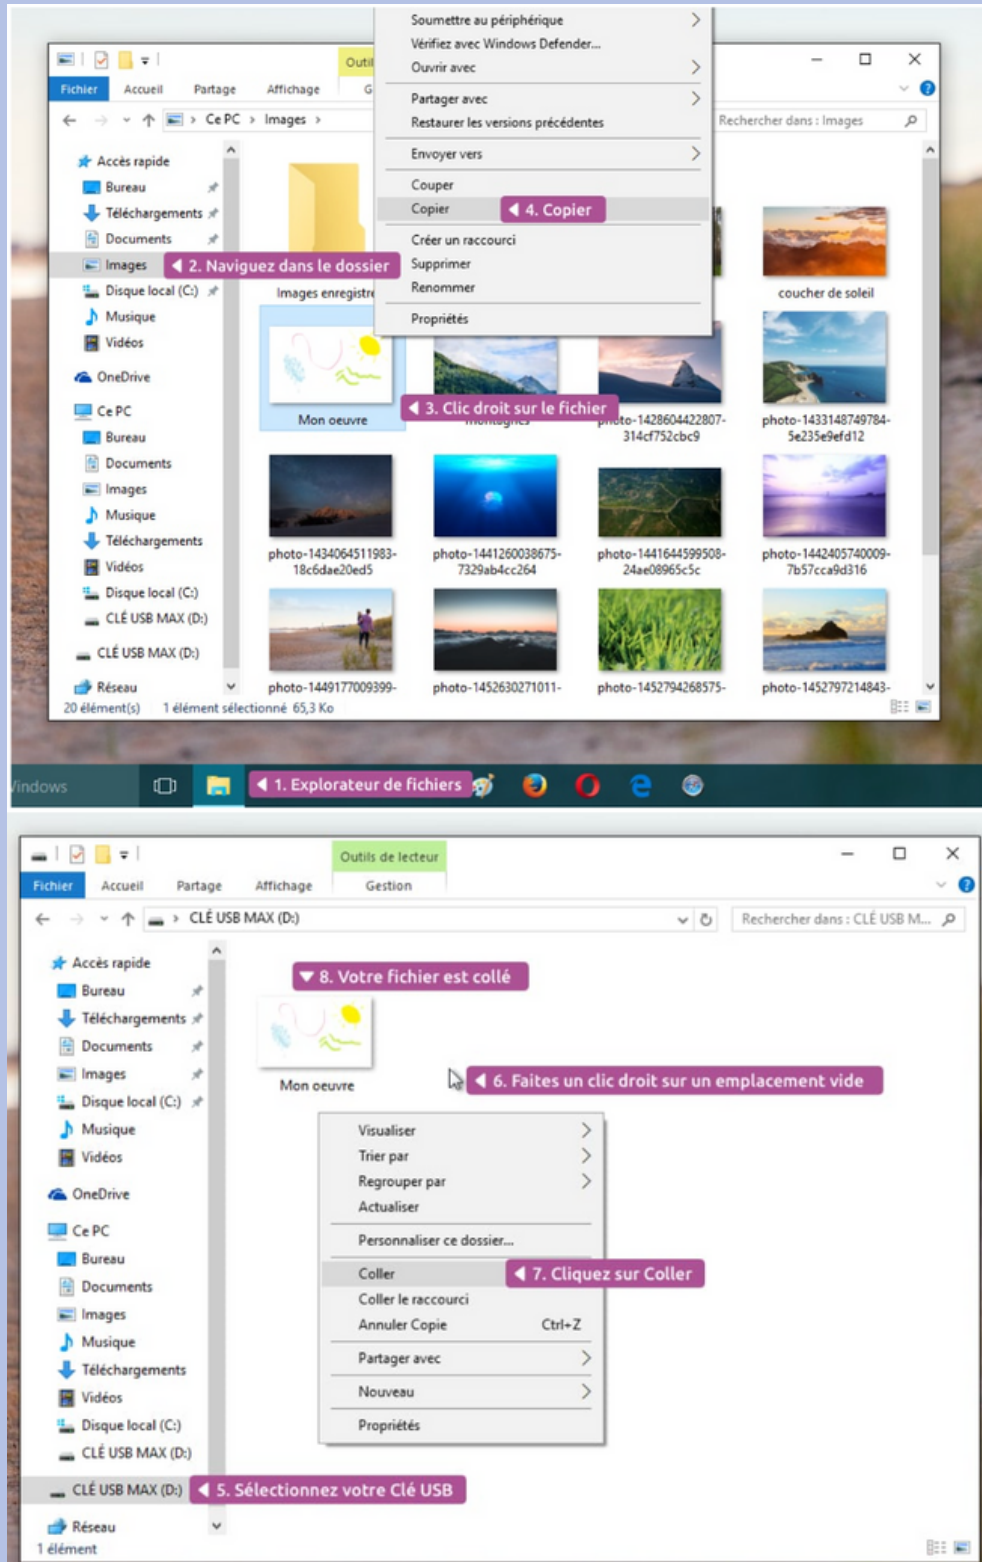 Soumettre au périphérique
Vérifiez avec Windows Defender...
Ouvrir avec
Partager avec
Restaurer les versions précédentes
Envoyer vers
Couper
Copier
4. Copier
Créer un raccourci
Supprimer
Renommer
Propriétés
Fichier Accueil Partage Affichage
Ce PC > Images >
Rechercher dans : Images
Accès rapide
Bureau
Téléchargements
Documents
Images
2. Naviguez dans le dossier
Disque local (C:)
Musique
Vidéos
OneDrive
Ce PC
Bureau
Documents
Images
Musique
Téléchargements
Vidéos
Disque local (C:)
CLÉ USB MAX (D:)
CLÉ USB MAX (D:)
Réseau
Images enregistre
coucher de soleil
Mon oeuvre
3. Clic droit sur le fichier
montagnes
photo-1428604422807-
314cf752cbc9
photo-1433148749784-
5e235e9efd12
photo-1434064511983-
18c6dae20ed5
photo-1441260038675-
7329ab4cc264
photo-1441644599508-
24ae08965c5c
photo-1442405740009-
7b57cca9d316
photo-1449177009399-
photo-1452630271011-
photo-1452794268575-
photo-1452797214843-
20 élément(s) 1 élément sélectionné 65,3 Ko
1. Explorateur de fichiers
Outils de lecteur
Fichier Accueil Partage Affichage Gestion
CLÉ USB MAX (D:)
Rechercher dans : CLÉ USB M...
Accès rapide
Bureau
Téléchargements
Documents
Images
Disque local (C:)
Musique
Vidéos
OneDrive
Ce PC
Bureau
Documents
Images
Musique
Téléchargements
Vidéos
Disque local (C:)
CLÉ USB MAX (D:)
CLÉ USB MAX (D:)
5. Sélectionnez votre Clé USB
Réseau
1 élément
8. Votre fichier est collé
Mon oeuvre
6. Faites un clic droit sur un emplacement vide
Visualiser
Trier par
Regrouper par
Actualiser
Personnaliser ce dossier...
Coller
7. Cliquez sur Coller
Coller le raccourci
Annuler Copie Ctrl+Z
Partager avec
Nouveau
Propriétés